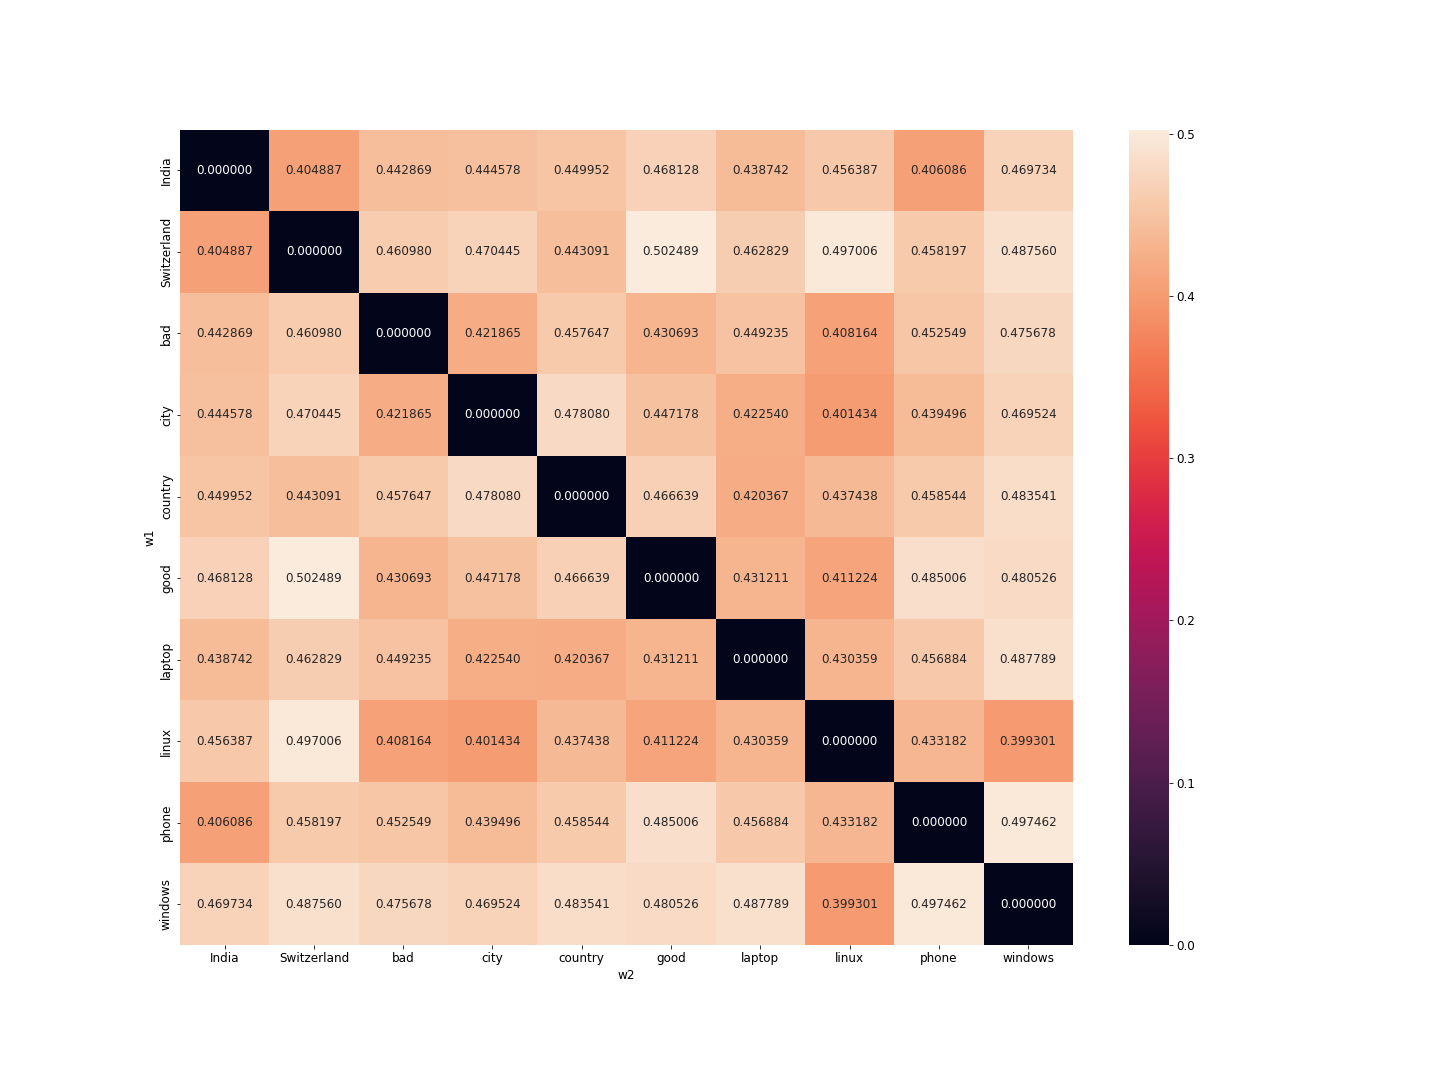 0.5
India 0.000000 0.404887 0.442869 0.444578 0.449952 0.468128 0.438742 0.456387 0.406086 0.469734
Switzerland 0.404887 0.000000 0.460980 0.470445 0.443091 0.502489 0.462829 0.497006 0.458197 0.487560
0.4
bad 0.442869 0.460980 0.000000 0.421865 0.457647 0.430693 0.449235 0.408164 0.452549 0.475678
city 0.444578 0.470445 0.421865 0.000000 0.478080 0.447178 0.422540 0.401434 0.439496 0.469524
0.3
country 0.449952 0.443091 0.457647 0.478080 0.000000 0.466639 0.420367 0.437438 0.458544 0.483541
w1
good 0.468128 0.502489 0.430693 0.447178 0.466639 0.000000 0.431211 0.411224 0.485006 0.480526
0.2
laptop 0.438742 0.462829 0.449235 0.422540 0.420367 0.431211 0.000000 0.430359 0.456884 0.487789
linux 0.456387 0.497006 0.408164 0.401434 0.437438 0.411224 0.430359 0.000000 0.433182 0.399301
0.1
phone 0.406086 0.458197 0.452549 0.439496 0.458544 0.485006 0.456884 0.433182 0.000000 0.497462
windows 0.469734 0.487560 0.475678 0.469524 0.483541 0.480526 0.487789 0.399301 0.497462 0.000000
0.0
India Switzerland bad city country good laptop linux phone windows
w2